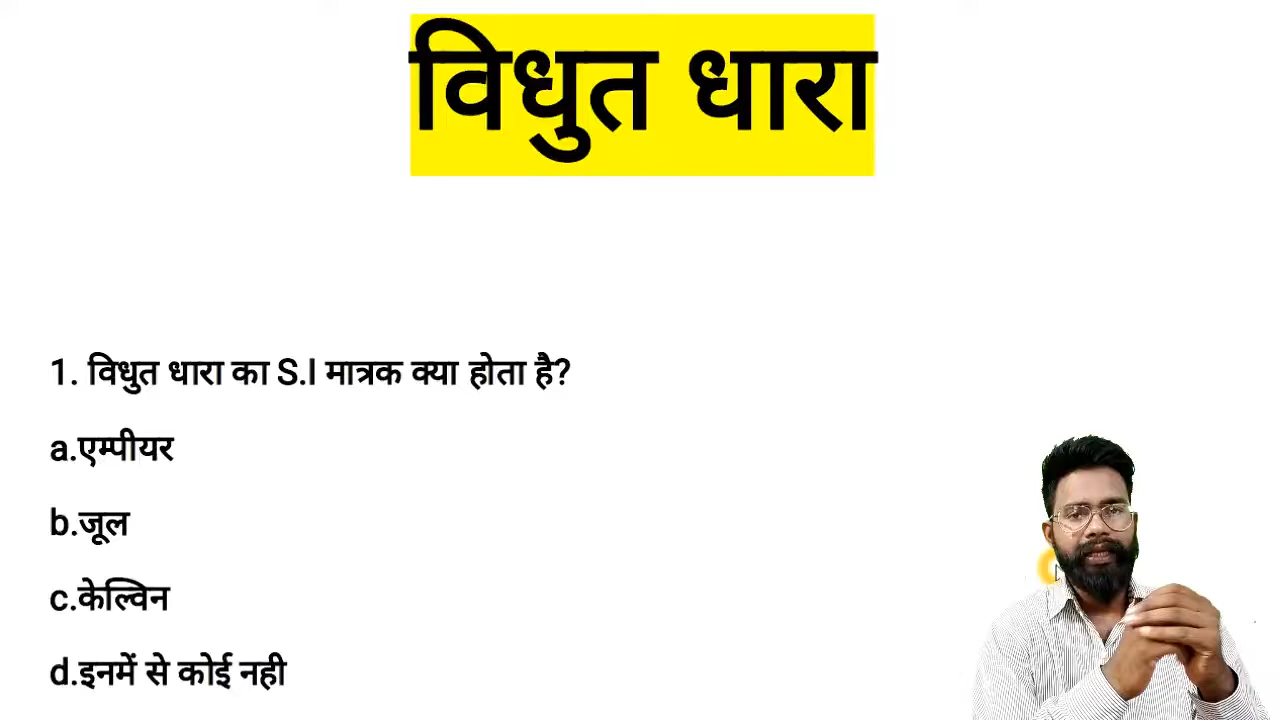 विधुत धारा
1. विधुत धारा का S.I मात्रक क्या होता है?
a.एम्पीयर
b.जूल
c.केल्विन
d.इनमें से कोई नही